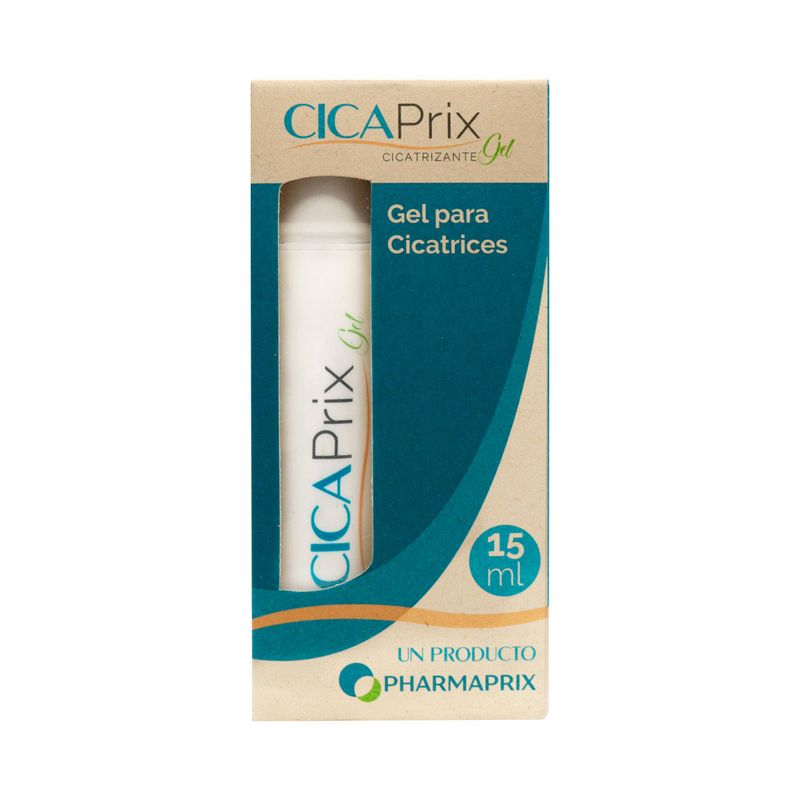 CICAPrix
CICATRIZANTE Gel
Gel para
Cicatrices
CICAPrix Gel
15
ml
UN PRODUCTO
PHARMAPRIX